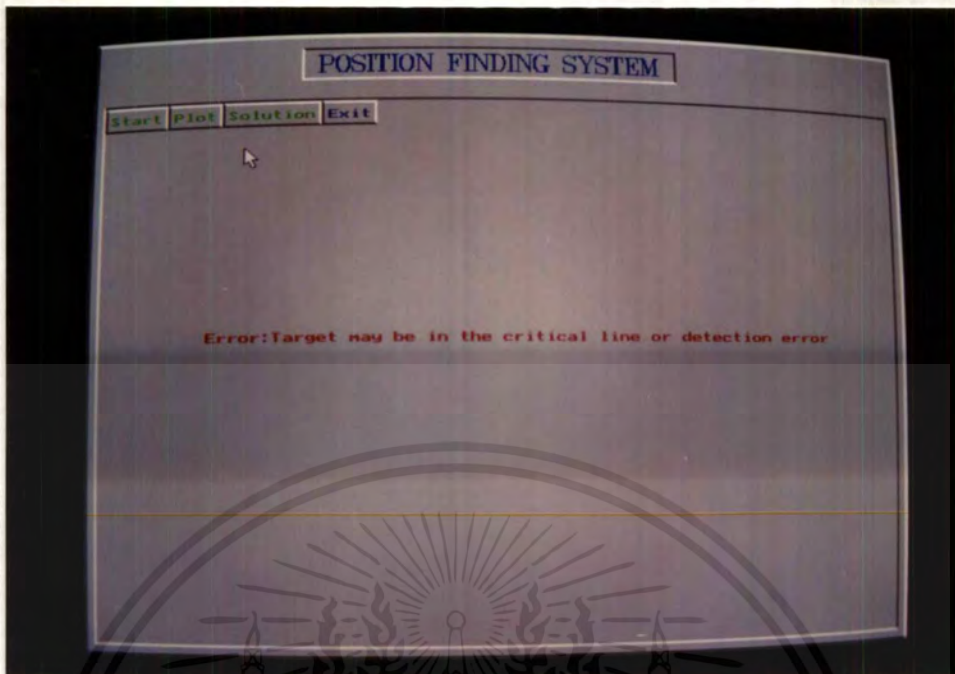 POSITION FINDING SYSTEM
Start Plot Solution Exit
Error:Target may be in the critical line or detection error